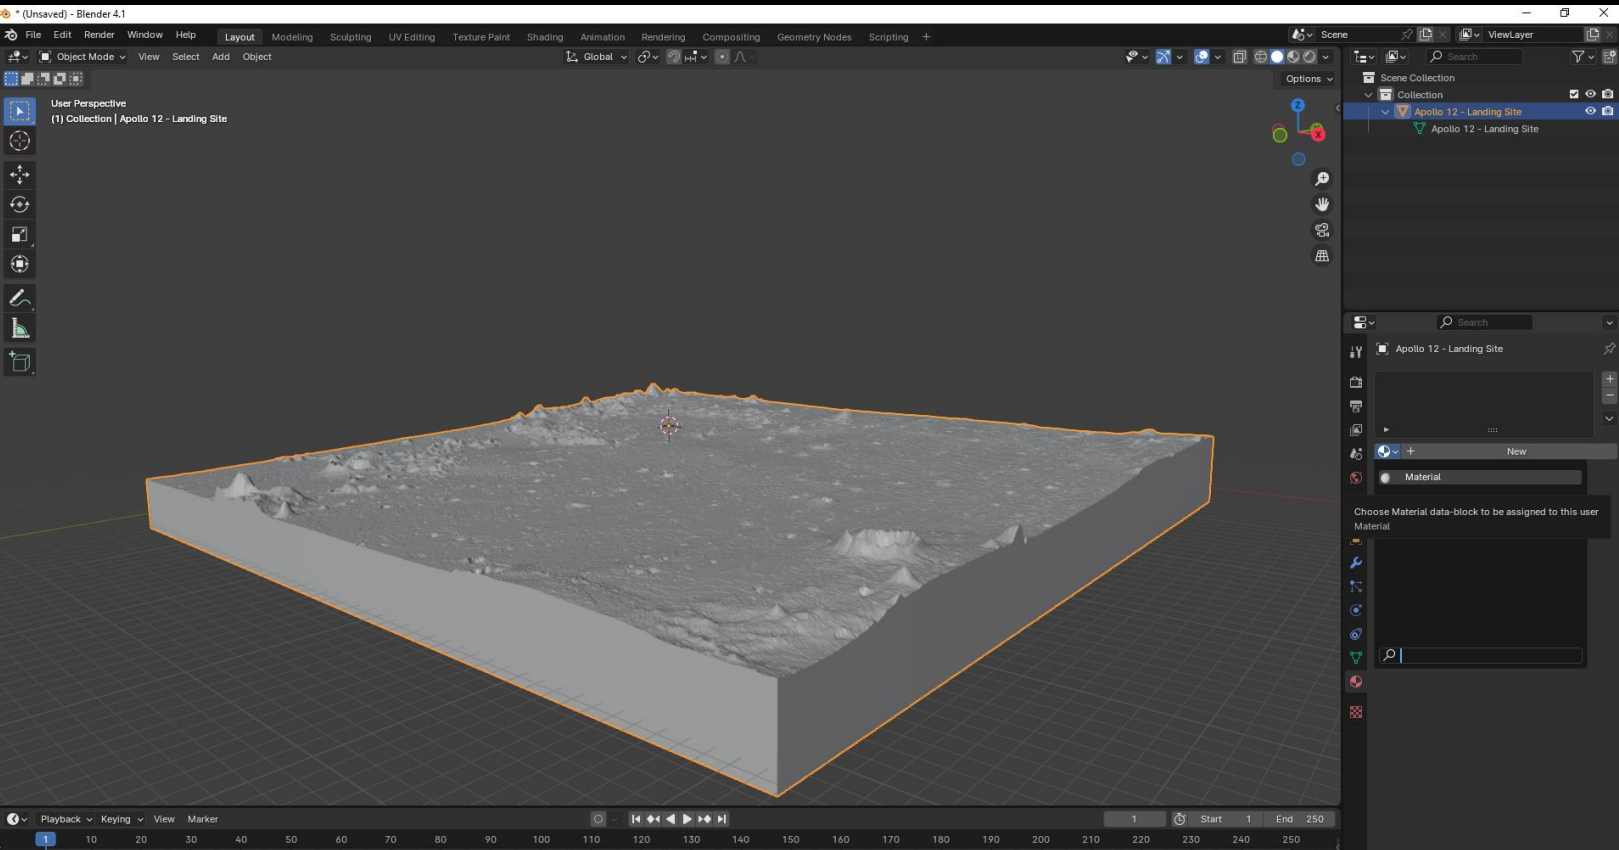 * (Unsaved) - Blender 4.1
File Edit Render Window Help Layout Modeling Sculpting UV Editing Texture Paint Shading Animation Rendering Compositing Geometry Nodes Scripting + Scene ViewLayer
Object Mode View Select Add Object Global Search
Options
User Perspective
(1) Collection | Apollo 12 - Landing Site
Z
X
Scene Collection
Collection
Apollo 12 - Landing Site
Apollo 12 - Landing Site
Search
Apollo 12 - Landing Site
+ New
Material
Choose Material data-block to be assigned to this user
Material
Playback Keying View Marker 1 Start 1 End 250
1 10 20 30 40 50 60 70 80 90 100 110 120 130 140 150 160 170 180 190 200 210 220 230 240 250